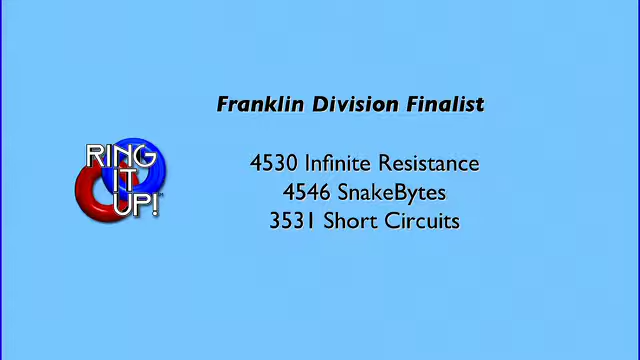 Franklin Division Finalist
RING
IT
UP!
4530 Infinite Resistance
4546 SnakeBytes
3531 Short Circuits